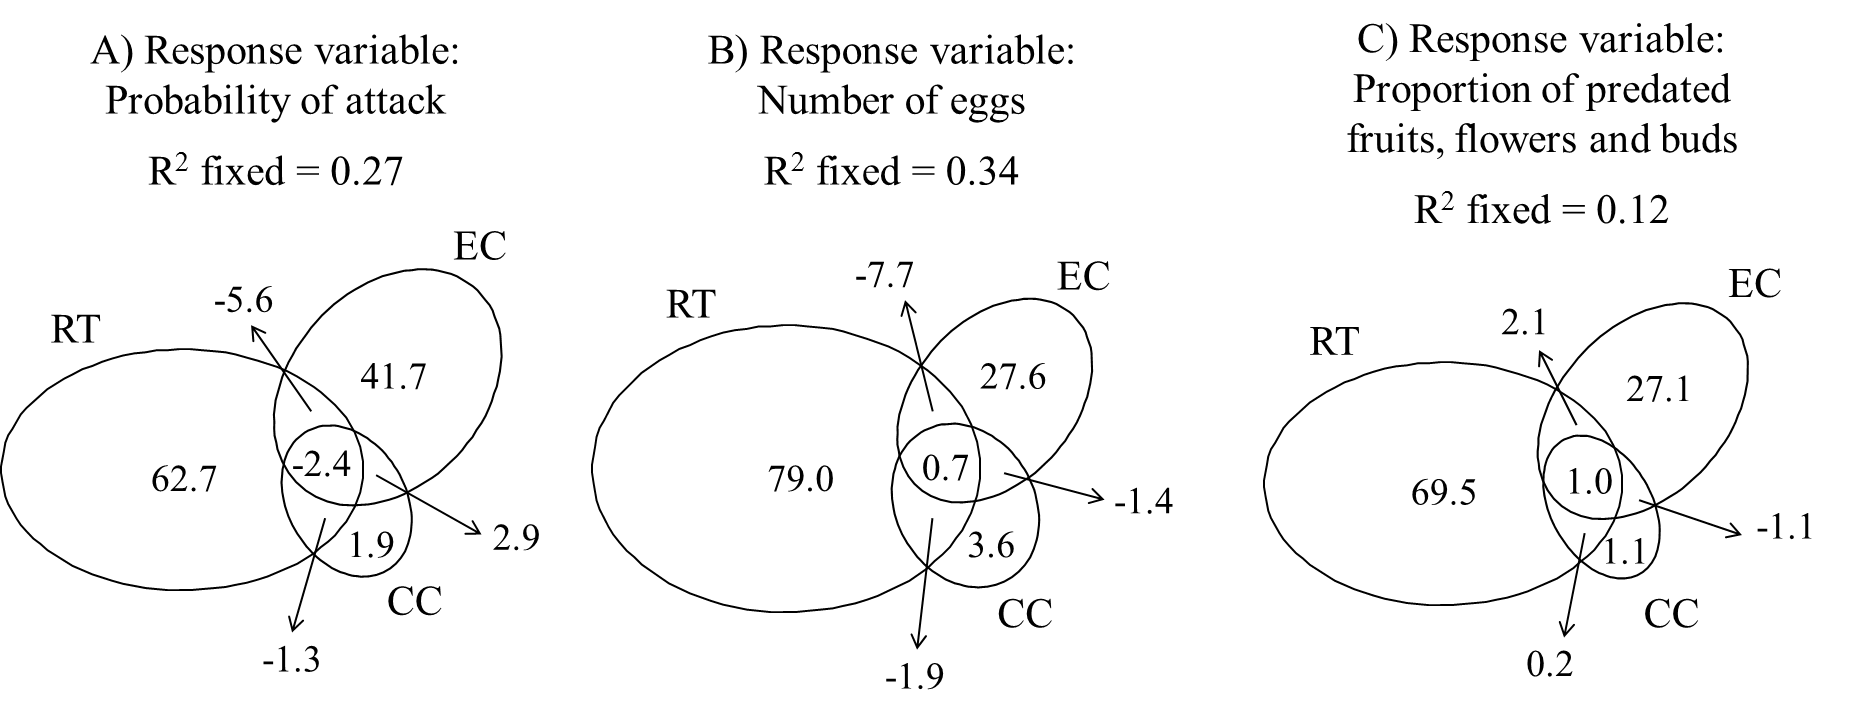 A) Response variable:
Probability of attack
R² fixed = 0.27
EC
-5.6
RT
41.7
-2.4
62.7
2.9
1.9
CC
-1.3
B) Response variable:
Number of eggs
R² fixed = 0.34
-7.7
EC
RT
27.6
0.7
79.0
-1.4
3.6
CC
-1.9
C) Response variable:
Proportion of predated
fruits, flowers and buds
R² fixed = 0.12
EC
2.1
RT
27.1
1.0
69.5
-1.1
1.1
CC
0.2